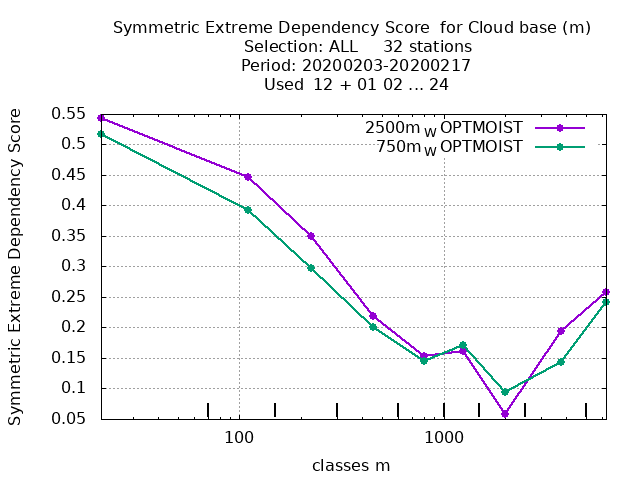 Symmetric Extreme Dependency Score  for Cloud base (m)
Selection: ALL     32 stations
Period: 20200203-20200217
Used  12 + 01 02 ... 24
2500m_W OPTMOIST
750m_W OPTMOIST
Symmetric Extreme Dependency Score
0.55
0.5
0.45
0.4
0.35
0.3
0.25
0.2
0.15
0.1
0.05
100
1000
classes m